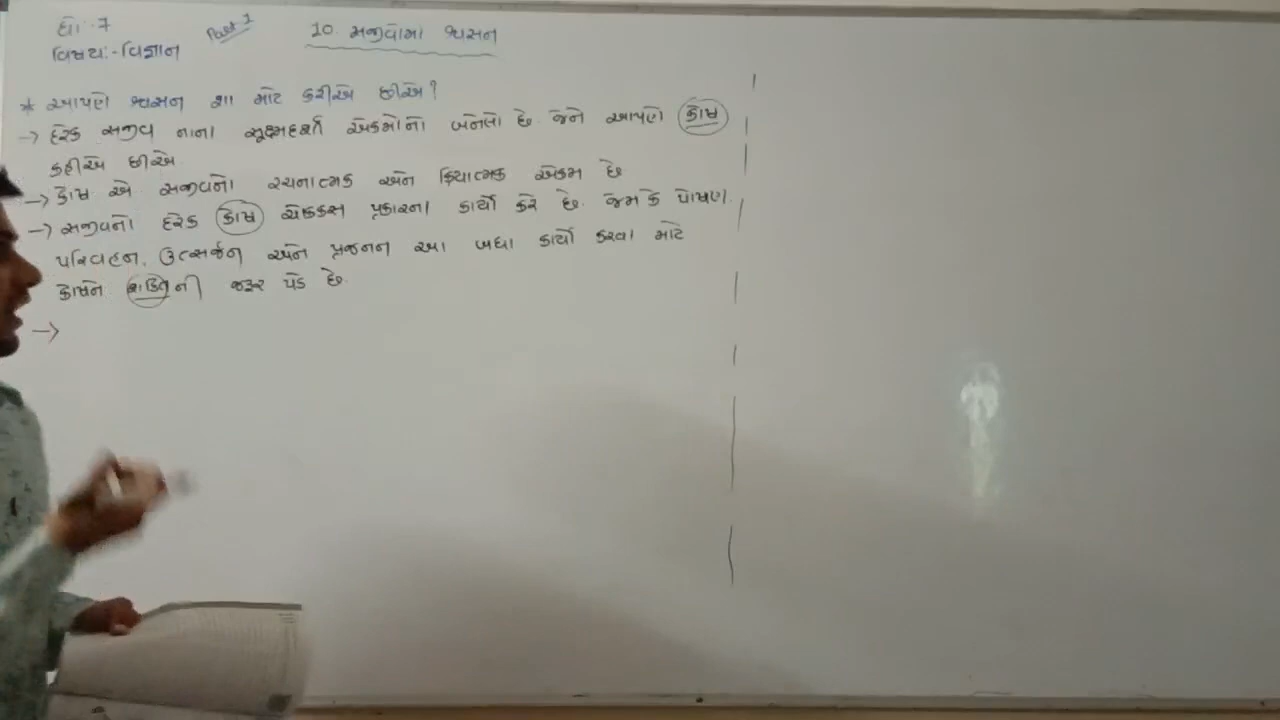 ધો :- 7
Part 1
10. સજીવોમાં શ્વસન
વિષય:- વિજ્ઞાન
* આપણે શ્વસન શા માટે કરીએ છીએ?
→ દરેક સજીવ નાના સૂક્ષ્મદર્શી એકમોનો બનેલો છે. જેને આપણે કોષ
કહીએ છીએ.
→ કોષ એ સજીવનો રચનાત્મક અને ક્રિયાત્મક એકમ છે
→ સજીવનો દરેક કોષ ચોક્કસ પ્રકારના કાર્યો કરે છે. જેમ કે પોષણ,
પરિવહન, ઉત્સર્જન અને પ્રજનન આ બધા કાર્યો કરવા માટે
કોષને શક્તિની જરૂર પડે છે.
→